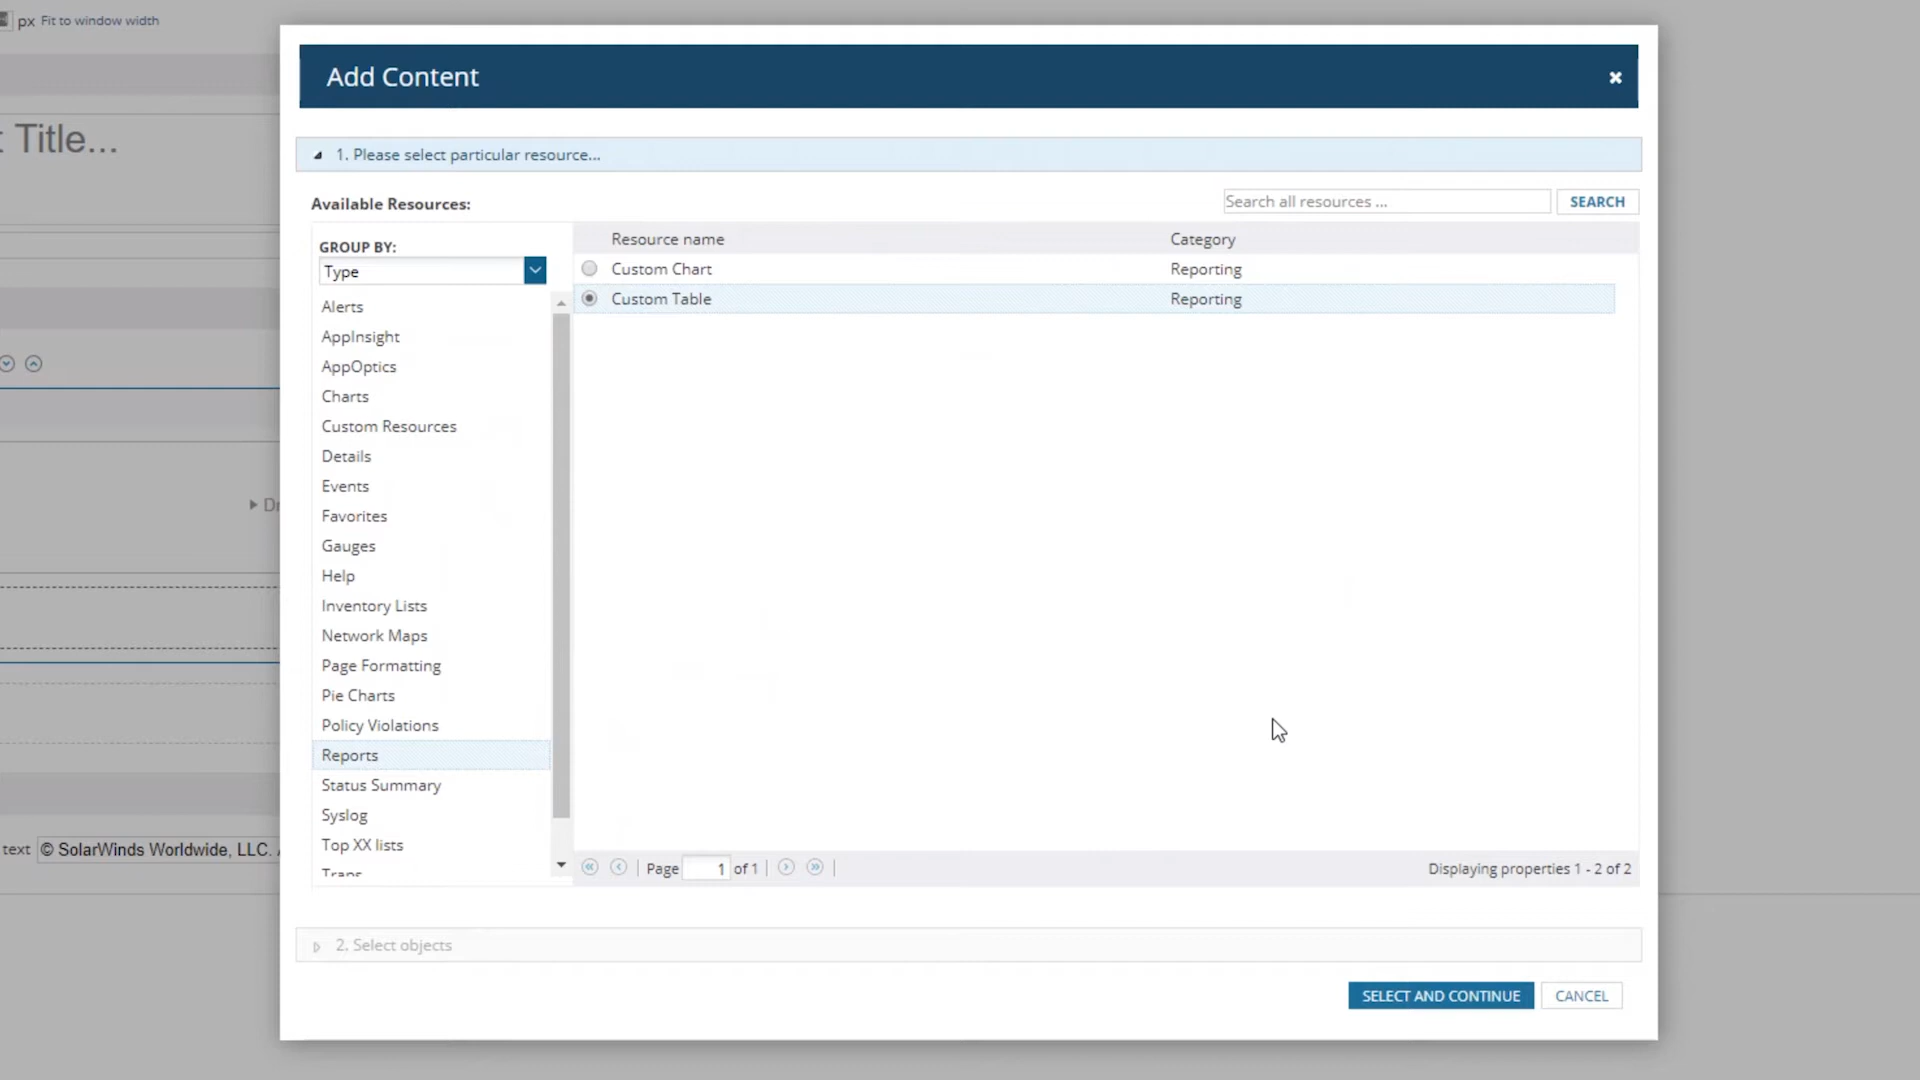 px Fit to window width
Add Content
Title...
1. Please select particular resource...
Available Resources:
Search all resources ...
SEARCH
GROUP BY:
Type
Alerts
AppInsight
AppOptics
Charts
Custom Resources
Details
Events
Favorites
Gauges
Help
Inventory Lists
Network Maps
Page Formatting
Pie Charts
Policy Violations
Reports
Status Summary
Syslog
Top XX lists
Traps
Resource name Category
Custom Chart Reporting
Custom Table Reporting
text © SolarWinds Worldwide, LLC.
Page 1 of 1
Displaying properties 1 - 2 of 2
2. Select objects
SELECT AND CONTINUE
CANCEL